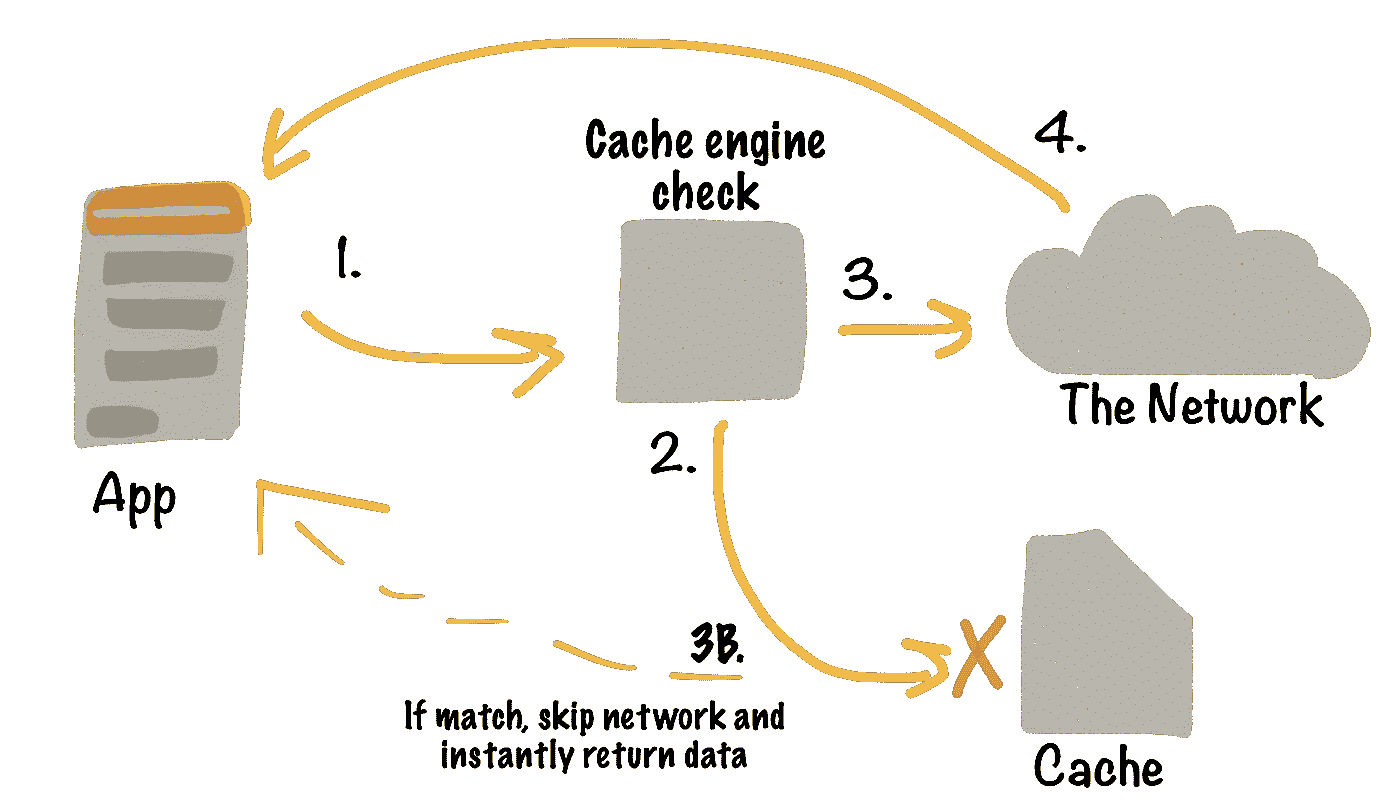 4.
Cache engine
check
1.
3.
The Network
2.
App
3B.
If match, skip network and
instantly return data
X
Cache